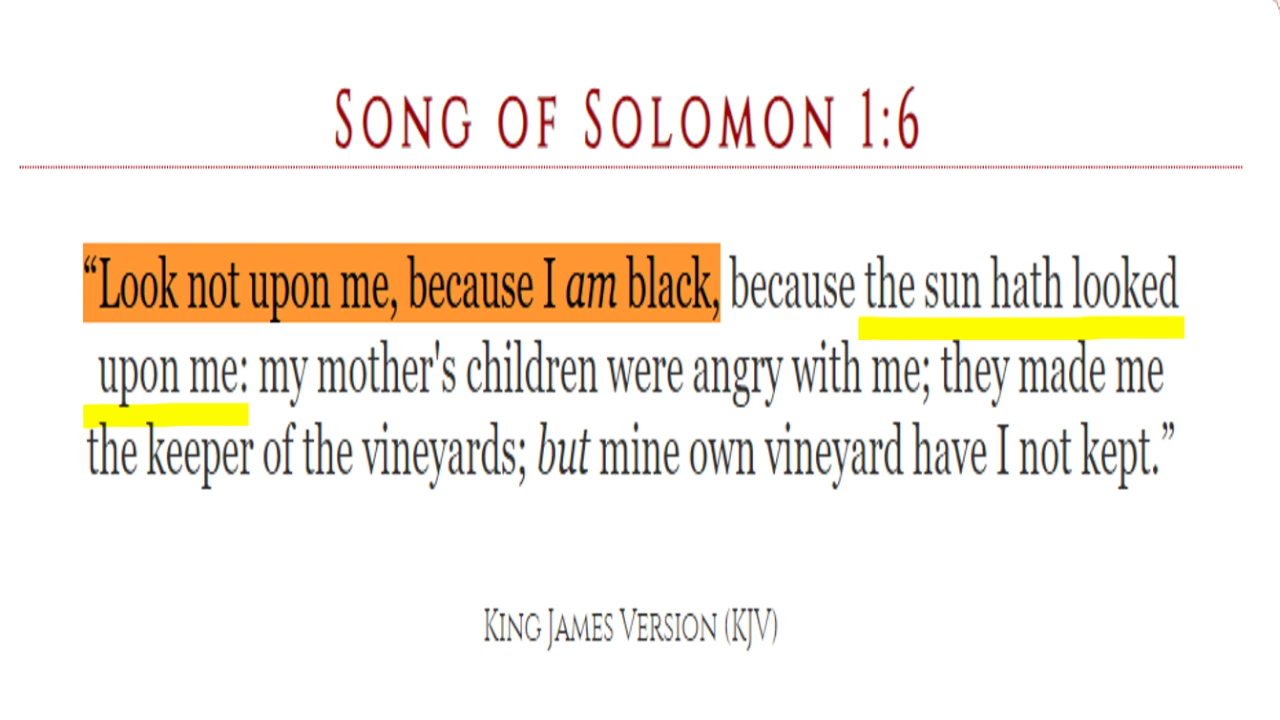 SONG OF SOLOMON 1:6
“Look not upon me, because I am black, because the sun hath looked
upon me: my mother's children were angry with me; they made me
the keeper of the vineyards; but mine own vineyard have I not kept.”
KING JAMES VERSION (KJV)